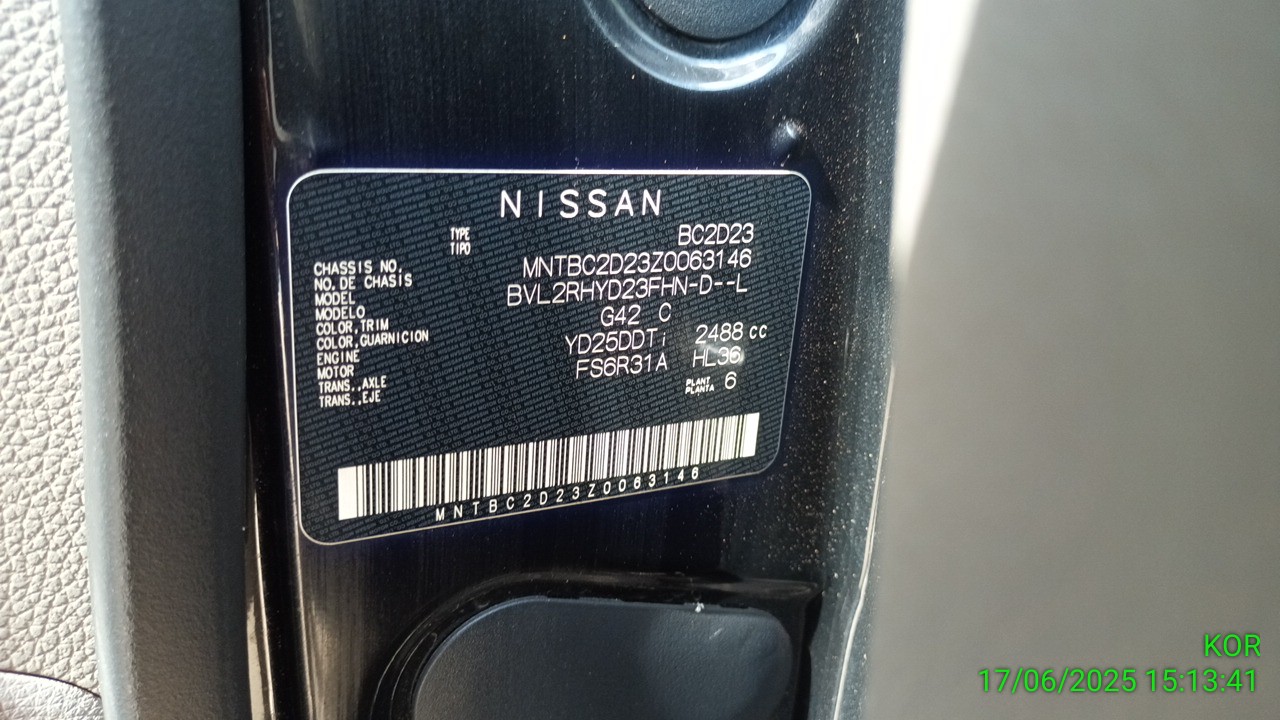 NISSAN
TYPE
TIPO BC2D23
CHASSIS NO. MNTBC2D23Z0063146
NO. DE CHASIS
MODEL BVL2RHYD23FHN-D--L
MODELO
COLOR,TRIM G42 C
COLOR,GUARNICION
ENGINE YD25DDTi 2488 cc
MOTOR
TRANS.,AXLE FS6R31A HL36
TRANS.,EJE
PLANT
PLANTA 6
MNTBC2D23Z0063146
KOR
17/06/2025 15:13:41